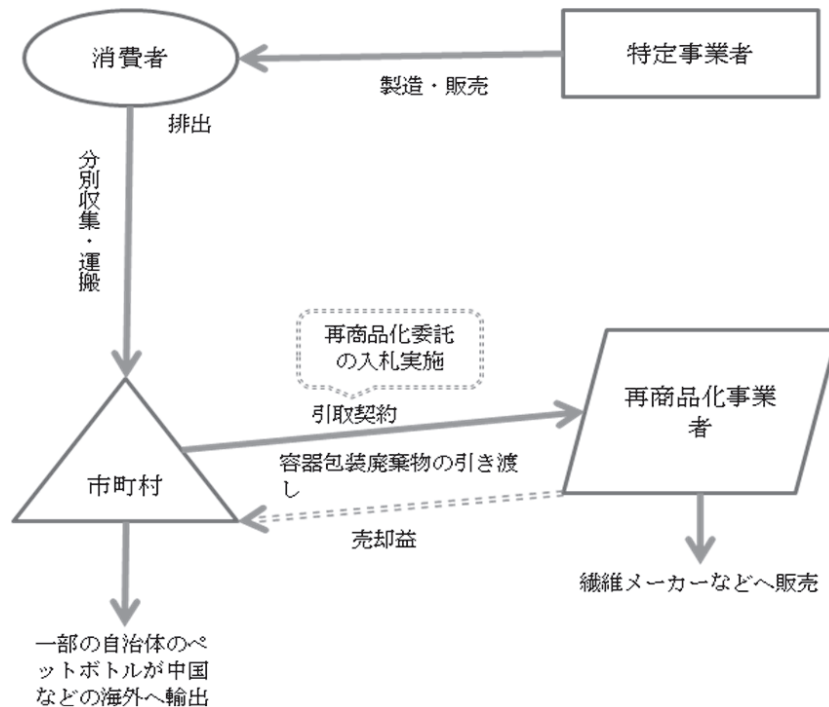 消費者
特定事業者
製造・販売
排出
分別収集・運搬
再商品化委託
の入札実施
引取契約
再商品化事業
者
容器包装廃棄物の引き渡
し
市町村
売却益
繊維メーカーなどへ販売
一部の自治体のペ
ットボトルが中国
などの海外へ輸出